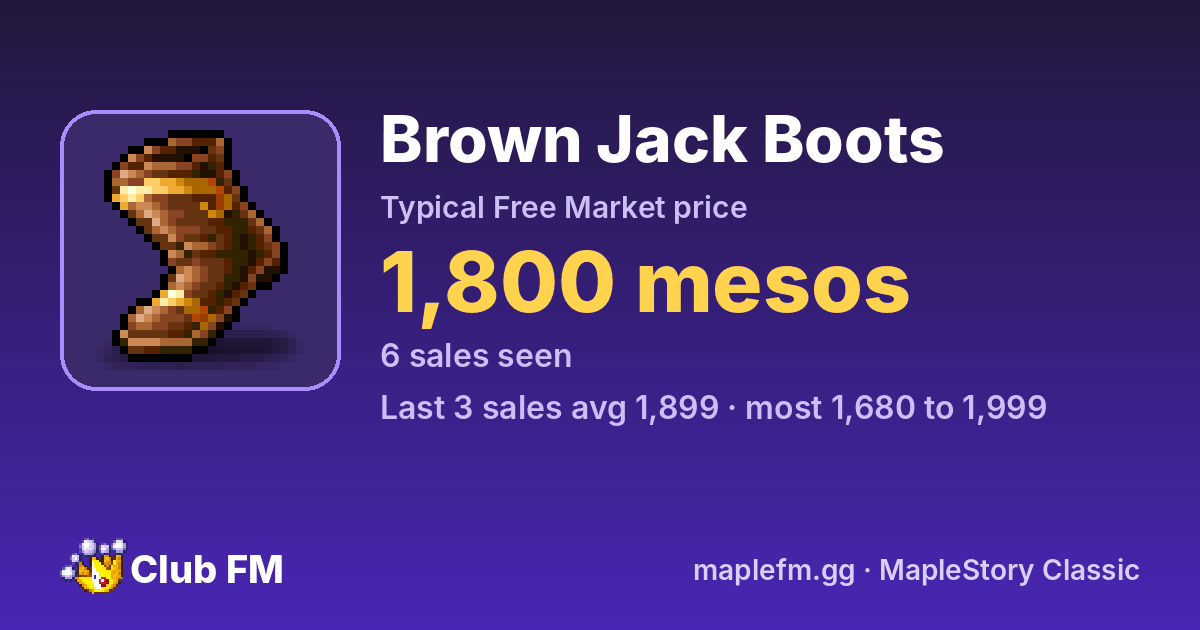 Brown Jack Boots
Typical Free Market price
1,800 mesos
6 sales seen
Last 3 sales avg 1,899 · most 1,680 to 1,999
Club FM
maplefm.gg · MapleStory Classic